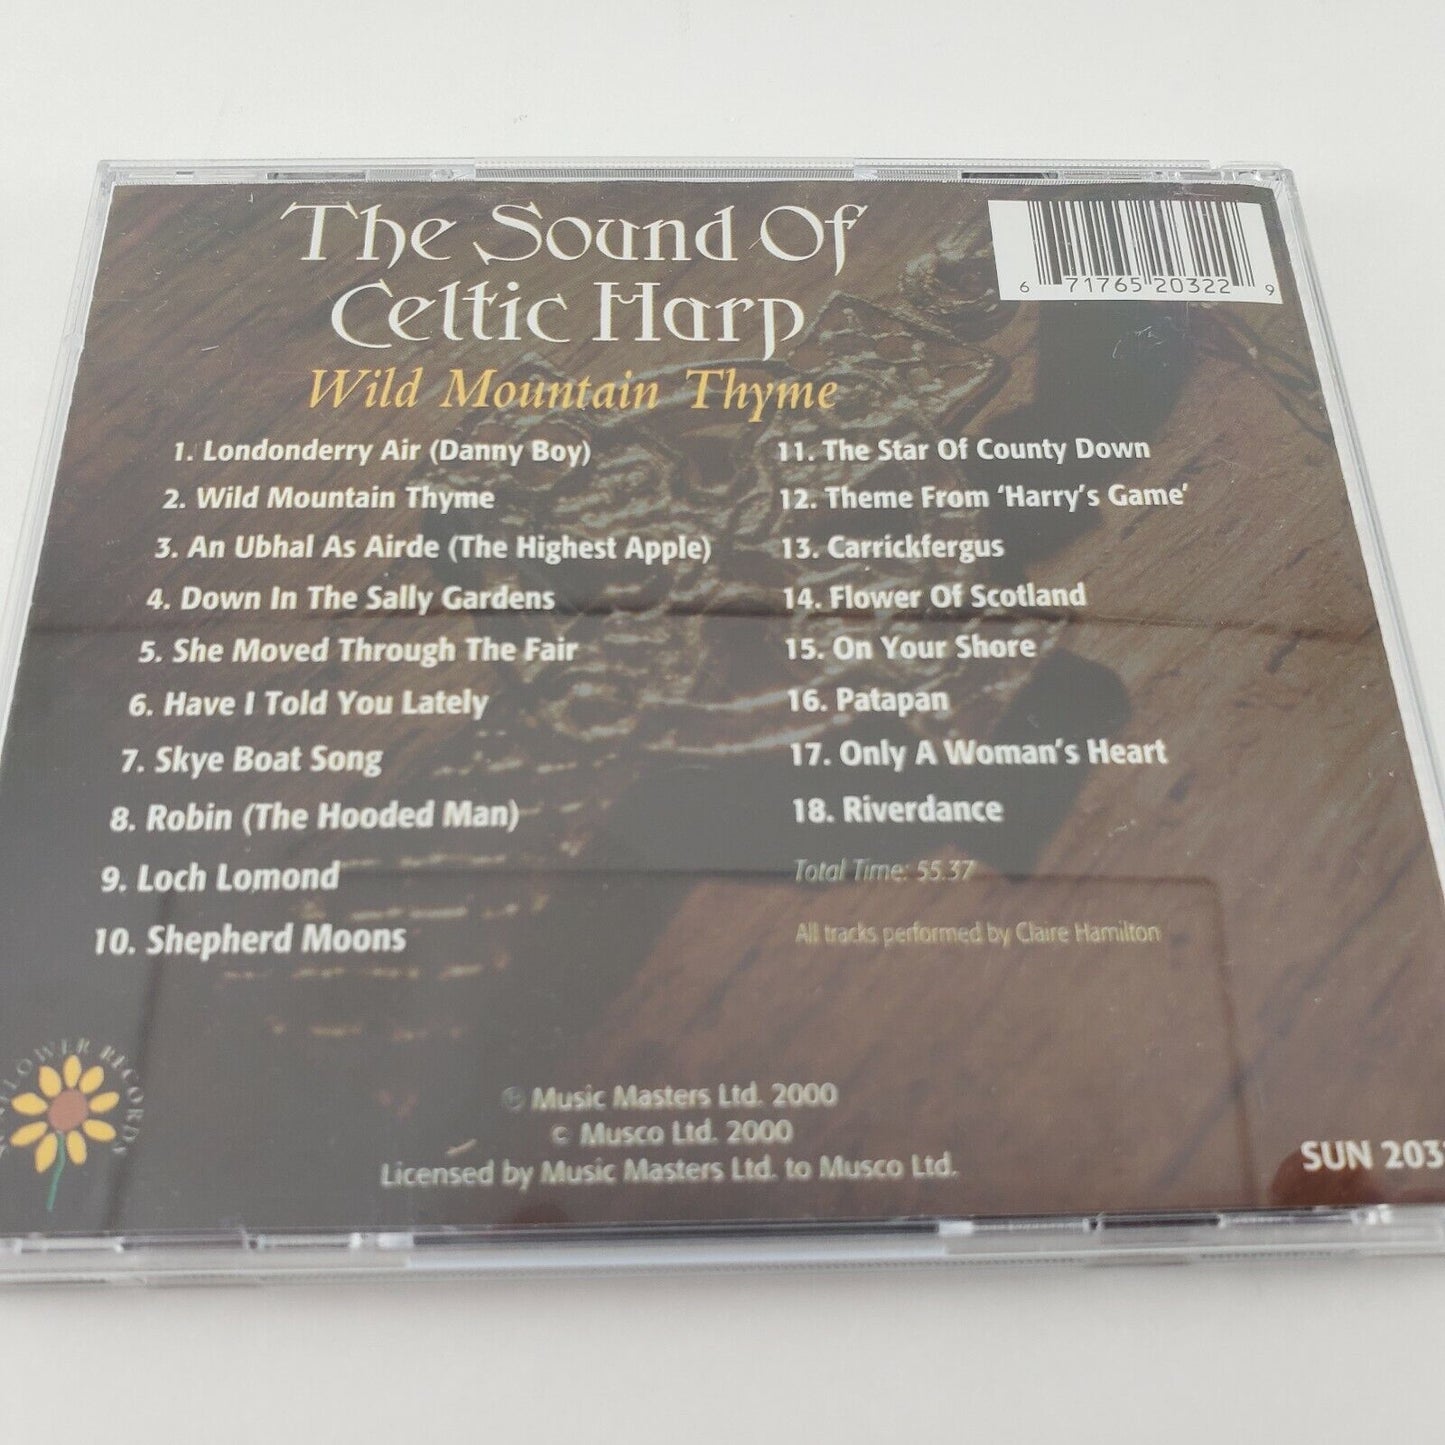 The Sound Of
Celtic Harp
Wild Mountain Thyme
6 71765 20322 9
1. Londonderry Air (Danny Boy)
2. Wild Mountain Thyme
3. An Ubhal As Airde (The Highest Apple)
4. Down In The Sally Gardens
5. She Moved Through The Fair
6. Have I Told You Lately
7. Skye Boat Song
8. Robin (The Hooded Man)
9. Loch Lomond
10. Shepherd Moons
11. The Star Of County Down
12. Theme From ‘Harry’s Game’
13. Carrickfergus
14. Flower Of Scotland
15. On Your Shore
16. Patapan
17. Only A Woman’s Heart
18. Riverdance
Total Time: 55.37
All tracks performed by Claire Hamilton
RECORDS
℗ Music Masters Ltd. 2000
© Musco Ltd. 2000
Licensed by Music Masters Ltd. to Musco Ltd.
SUN 203